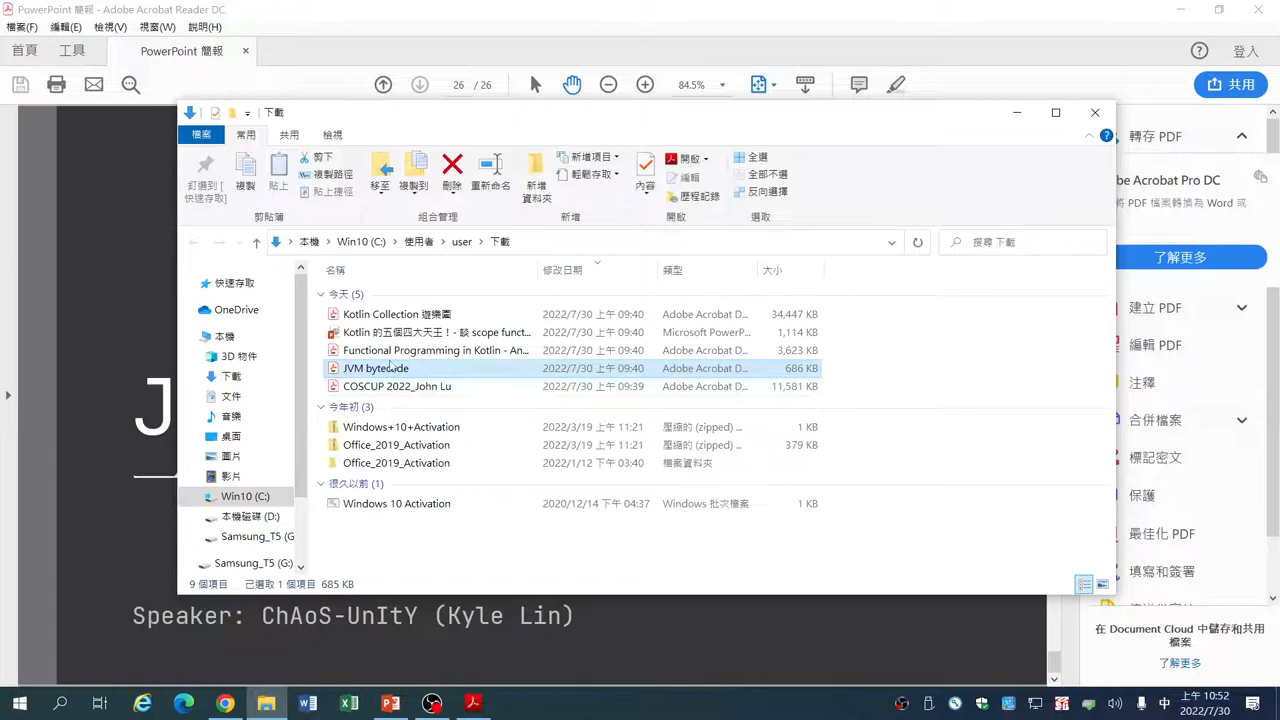 PowerPoint 簡報 - Adobe Acrobat Reader DC
檔案(F) 編輯(E) 檢視(V) 視窗(W) 說明(H)
首頁 工具 PowerPoint 簡報 × 登入
26 / 26 84.5% 共用
下載
檔案 常用 共用 檢視
釘選到 [快速存取] 複製 貼上 剪下 複製路徑 貼上捷徑
移至 複製到 刪除 重新命名 新增資料夾 新增項目 輕鬆存取
內容 開啟 編輯 歷程記錄 全選 全部不選 反向選擇
剪貼簿 組合管理 新增 開啟 選取
本機 Win10 (C:) 使用者 user 下載 搜尋 下載
快速存取
OneDrive
本機
3D 物件
下載
文件
音樂
桌面
圖片
影片
Win10 (C:)
本機磁碟 (D:)
Samsung_T5 (G
Samsung_T5 (G:)
名稱 修改日期 類型 大小
今天 (5)
Kotlin Collection 遊樂園 2022/7/30 上午 09:40 Adobe Acrobat D... 34,447 KB
Kotlin 的五個四大天王！- 談 scope funct... 2022/7/30 上午 09:40 Microsoft PowerP... 1,114 KB
Functional Programming in Kotlin - An... 2022/7/30 上午 09:40 Adobe Acrobat D... 3,623 KB
JVM bytecode 2022/7/30 上午 09:40 Adobe Acrobat D... 686 KB
COSCUP 2022_John Lu 2022/7/30 上午 09:39 Adobe Acrobat D... 11,581 KB
今年初 (3)
Windows+10+Activation 2022/3/19 上午 11:21 壓縮的 (zipped) ... 1 KB
Office_2019_Activation 2022/3/19 上午 11:21 壓縮的 (zipped) ... 379 KB
Office_2019_Activation 2022/1/12 下午 03:40 檔案資料夾
很久以前 (1)
Windows 10 Activation 2020/12/14 下午 04:37 Windows 批次檔案 1 KB
9 個項目 已選取 1 個項目 685 KB
J
Speaker: ChAoS-UnItY (Kyle Lin)
轉存 PDF
be Acrobat Pro DC
將 PDF 檔案轉換為 Word 或
了解更多
建立 PDF
編輯 PDF
注釋
合併檔案
標記密文
保護
最佳化 PDF
填寫和簽署
在 Document Cloud 中儲存和共用
檔案
了解更多
中 上午 10:52
2022/7/30